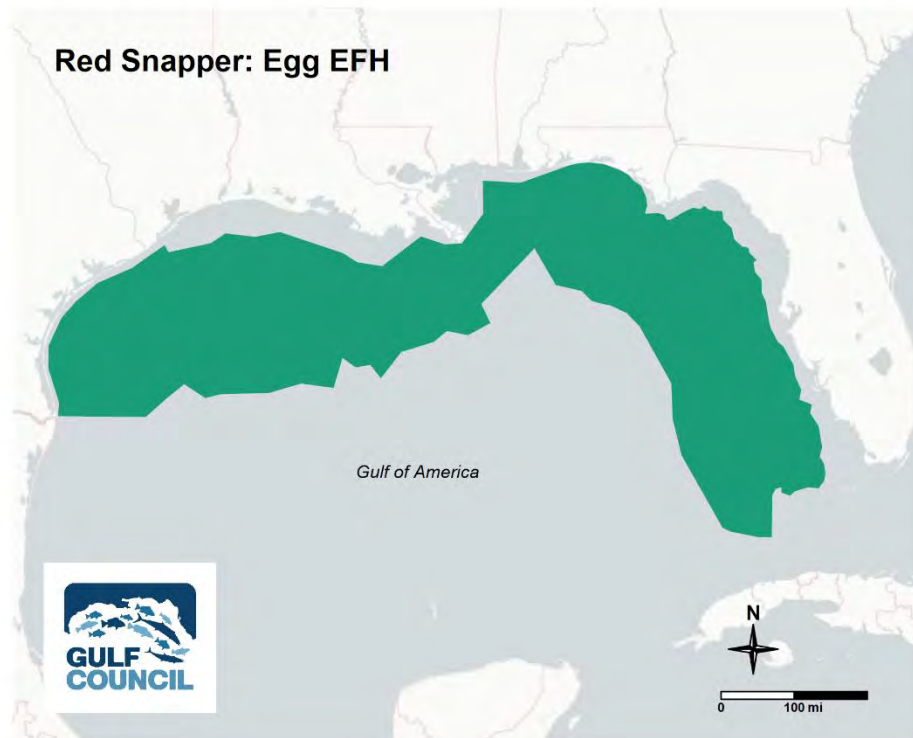 Red Snapper: Egg EFH
Gulf of America
GULF
COUNCIL
N
0 100 mi